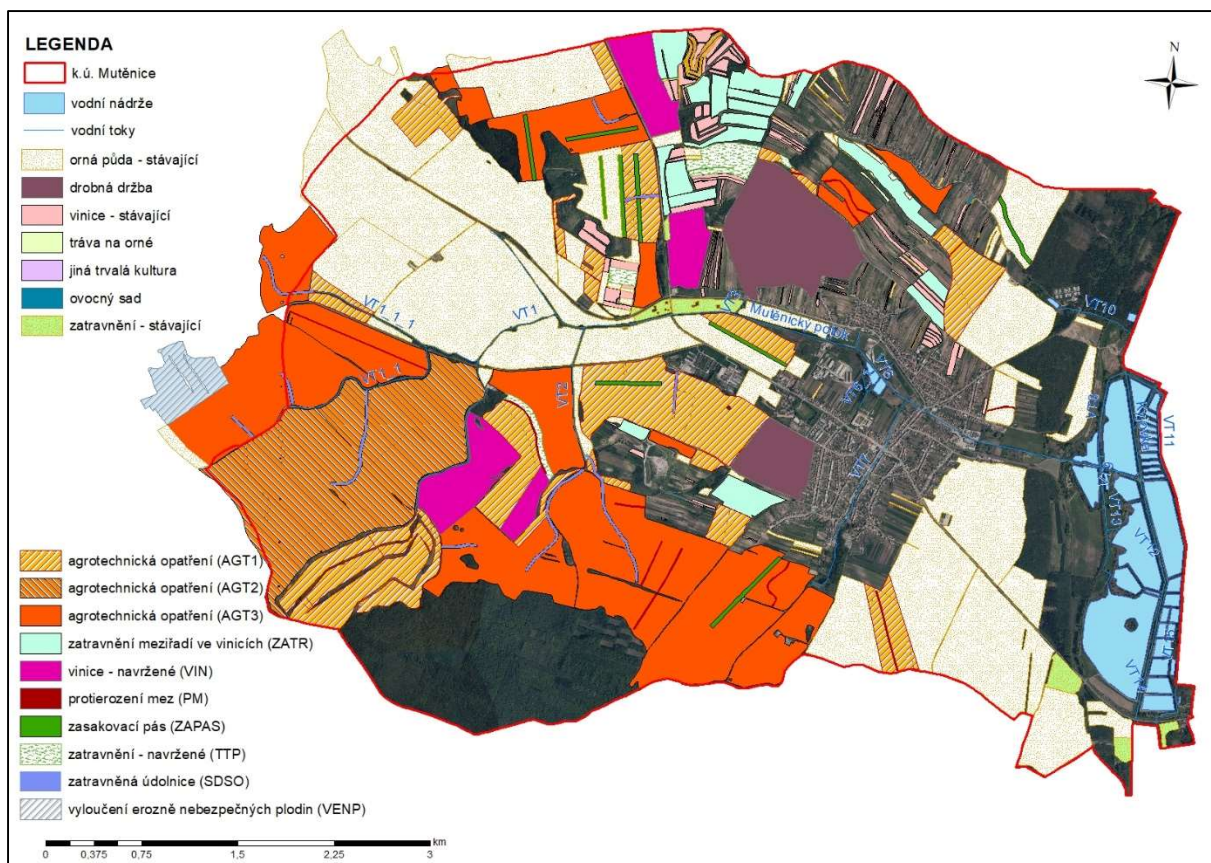 LEGENDA
k.ú. Mutěnice
vodní nádrže
vodní toky
orná půda - stávající
drobná držba
vinice - stávající
tráva na orné
jiná trvalá kultura
ovocný sad
zatravnění - stávající
agrotechnická opatření (AGT1)
agrotechnická opatření (AGT2)
agrotechnická opatření (AGT3)
zatravnění meziřadí ve vinicích (ZATR)
vinice - navržené (VIN)
protierození mez (PM)
zasakovací pás (ZAPAS)
zatravnění - navržené (TTP)
zatravněná údolnice (SDSO)
vyloučení erozně nebezpečných plodin (VENP)
0 0,375 0,75 1,5 2,25 3
km
N
VT1_1_1
VT1
VT1_1
VT2
Mutěnický potok
VT10
VT11
VT12
VT13